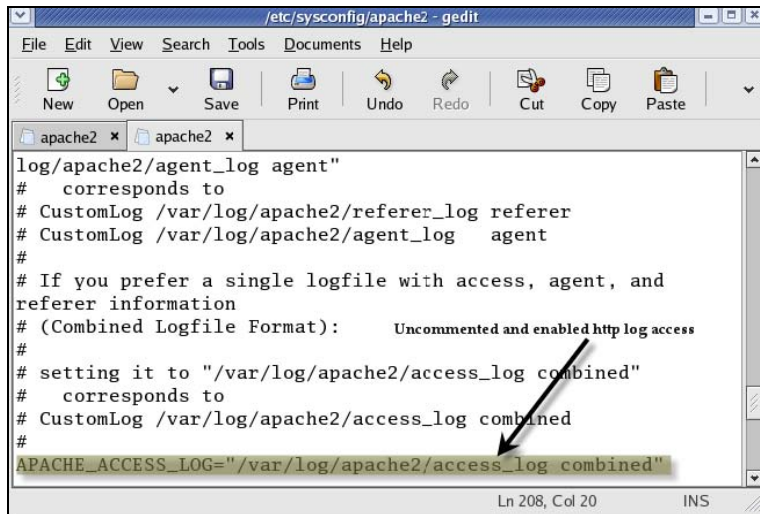 /etc/sysconfig/apache2 - gedit
File Edit View Search Tools Documents Help
New Open Save Print Undo Redo Cut Copy Paste
apache2 apache2
log/apache2/agent_log agent"
#   corresponds to
# CustomLog /var/log/apache2/referer_log referer
# CustomLog /var/log/apache2/agent_log   agent
#
# If you prefer a single logfile with access, agent, and
referer information
# (Combined Logfile Format): Uncommented and enabled http log access
#
# setting it to "/var/log/apache2/access_log combined"
#   corresponds to
# CustomLog /var/log/apache2/access_log combined
#
APACHE_ACCESS_LOG="/var/log/apache2/access_log combined"
Ln 208, Col 20 INS